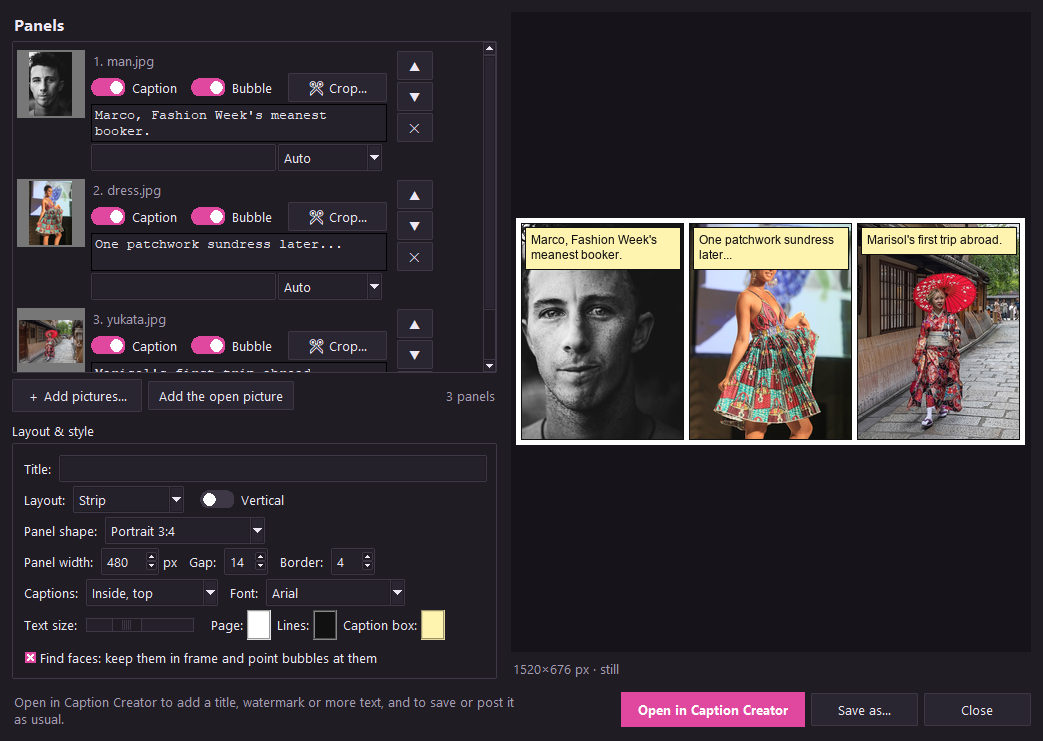 Panels
1. man.jpg
Caption
Bubble
Crop...
Marco, Fashion Week's meanest
booker.
Auto
2. dress.jpg
Caption
Bubble
Crop...
One patchwork sundress later...
Auto
3. yukata.jpg
Caption
Bubble
Crop...
Marisol's first trip abroad.
+ Add pictures...
Add the open picture
3 panels
Layout & style
Title:
Layout:
Strip
Vertical
Panel shape:
Portrait 3:4
Panel width:
480
px
Gap:
14
Border:
4
Captions:
Inside, top
Font:
Arial
Text size:
Page:
Lines:
Caption box:
Find faces: keep them in frame and point bubbles at them
Open in Caption Creator to add a title, watermark or more text, and to save or post it
as usual.
Marco, Fashion Week's
meanest booker.
One patchwork sundress
later...
Marisol's first trip abroad.
1520×676 px · still
Open in Caption Creator
Save as...
Close